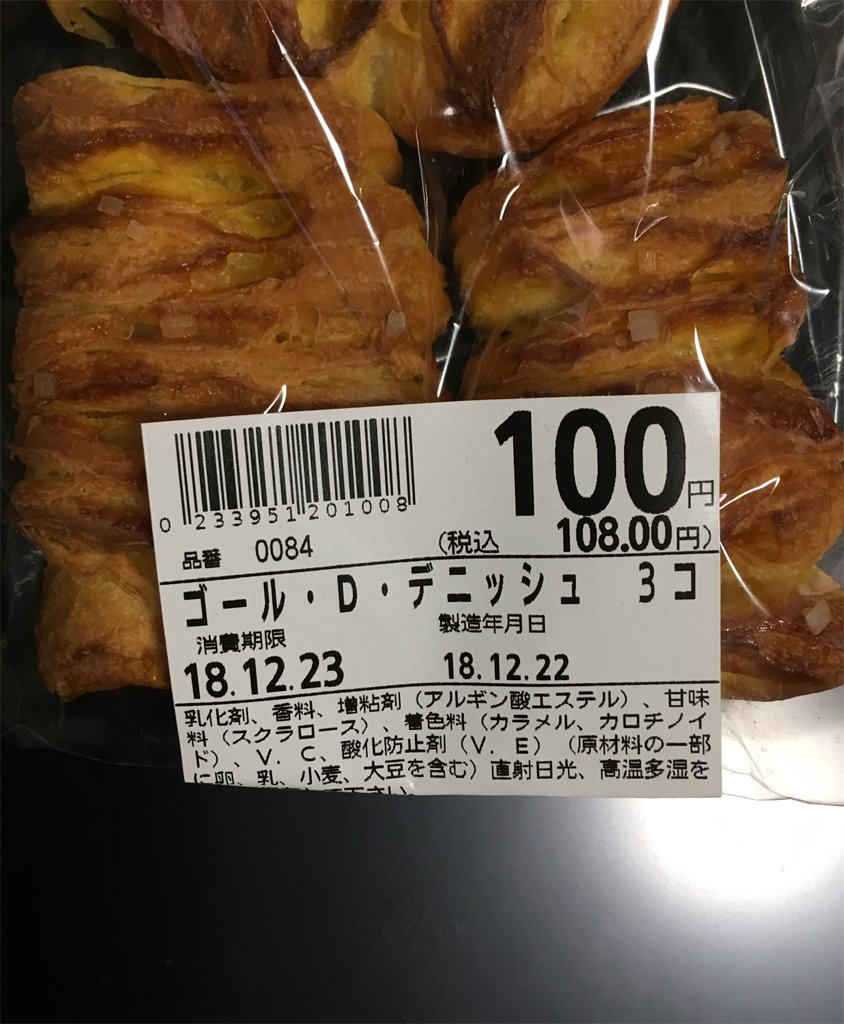 0 233951 201008
100円
品番 0084
(税込 108.00円)
ゴール・D・デニッシュ 3コ
消費期限
製造年月日
18.12.23
18.12.22
乳化剤、香料、増粘剤(アルギン酸エステル)、甘味
料(スクラロース)、着色料(カラメル、カロチノイ
ド)、V.C、酸化防止剤(V.E)(原材料の一部
に卵、乳、小麦、大豆を含む)直射日光、高温多湿を
下さい。